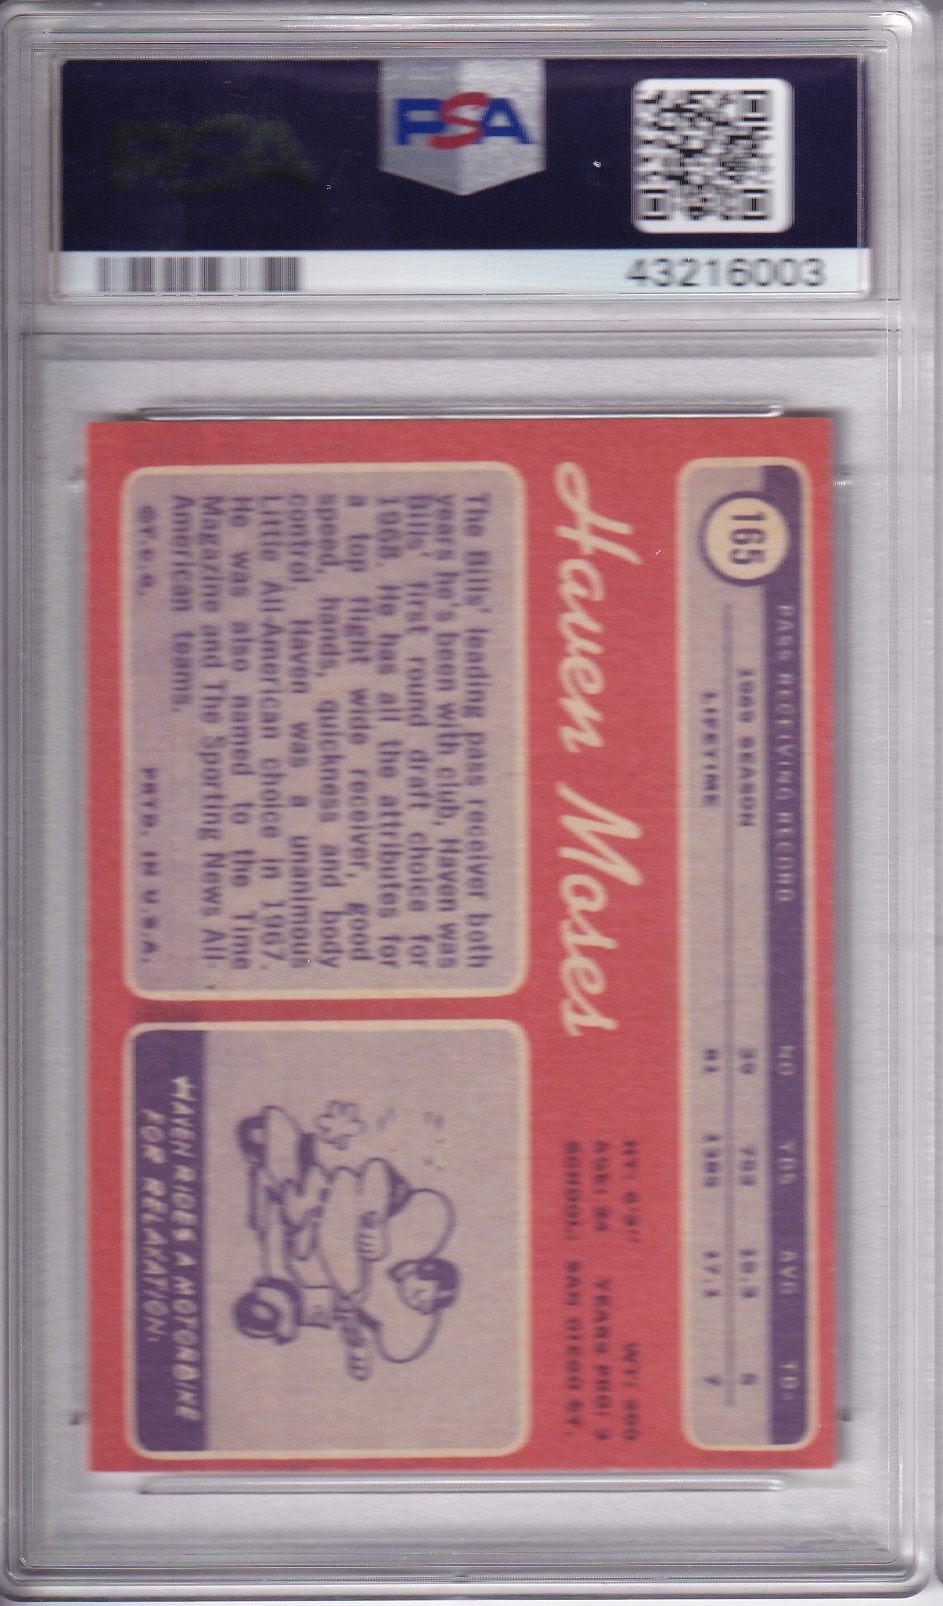 PSA
43216003
165
PASS RECEIVING RECORD NO. YDS. AVG. TD.
1969 SEASON 39 752 19.3 5
LIFETIME 81 1385 17.1 7
Haven Moses
HT: 6'2" WT: 200
AGE: 24 YEARS PRO: 3
SCHOOL: SAN DIEGO ST.
The Bills' leading pass receiver both
years he's been with club, Haven was
Bills' first round draft choice for
1968. He has all the attributes for
a top flight wide receiver, good
speed, hands, quickness and body
control. Haven was a unanimous
Little All-American choice in 1967.
He was also named to the Time
Magazine and The Sporting News All-
American teams.
©T.C.G. PRTD. IN U.S.A.
HAVEN RIDES A MOTORBIKE
FOR RELAXATION.